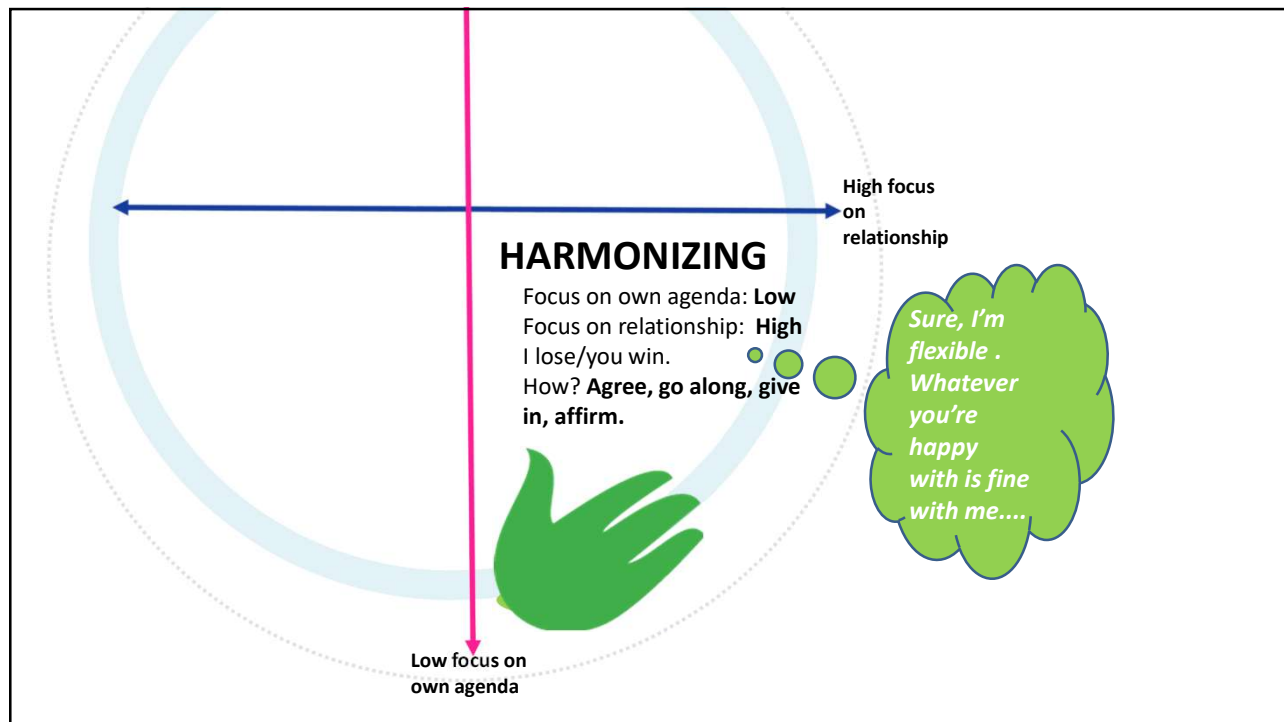 High focus
on
relationship
HARMONIZING
Focus on own agenda: Low
Focus on relationship:  High
I lose/you win.
How? Agree, go along, give
in, affirm.
Sure, I’m
flexible .
Whatever
you’re
happy
with is fine
with me....
Low focus on
own agenda